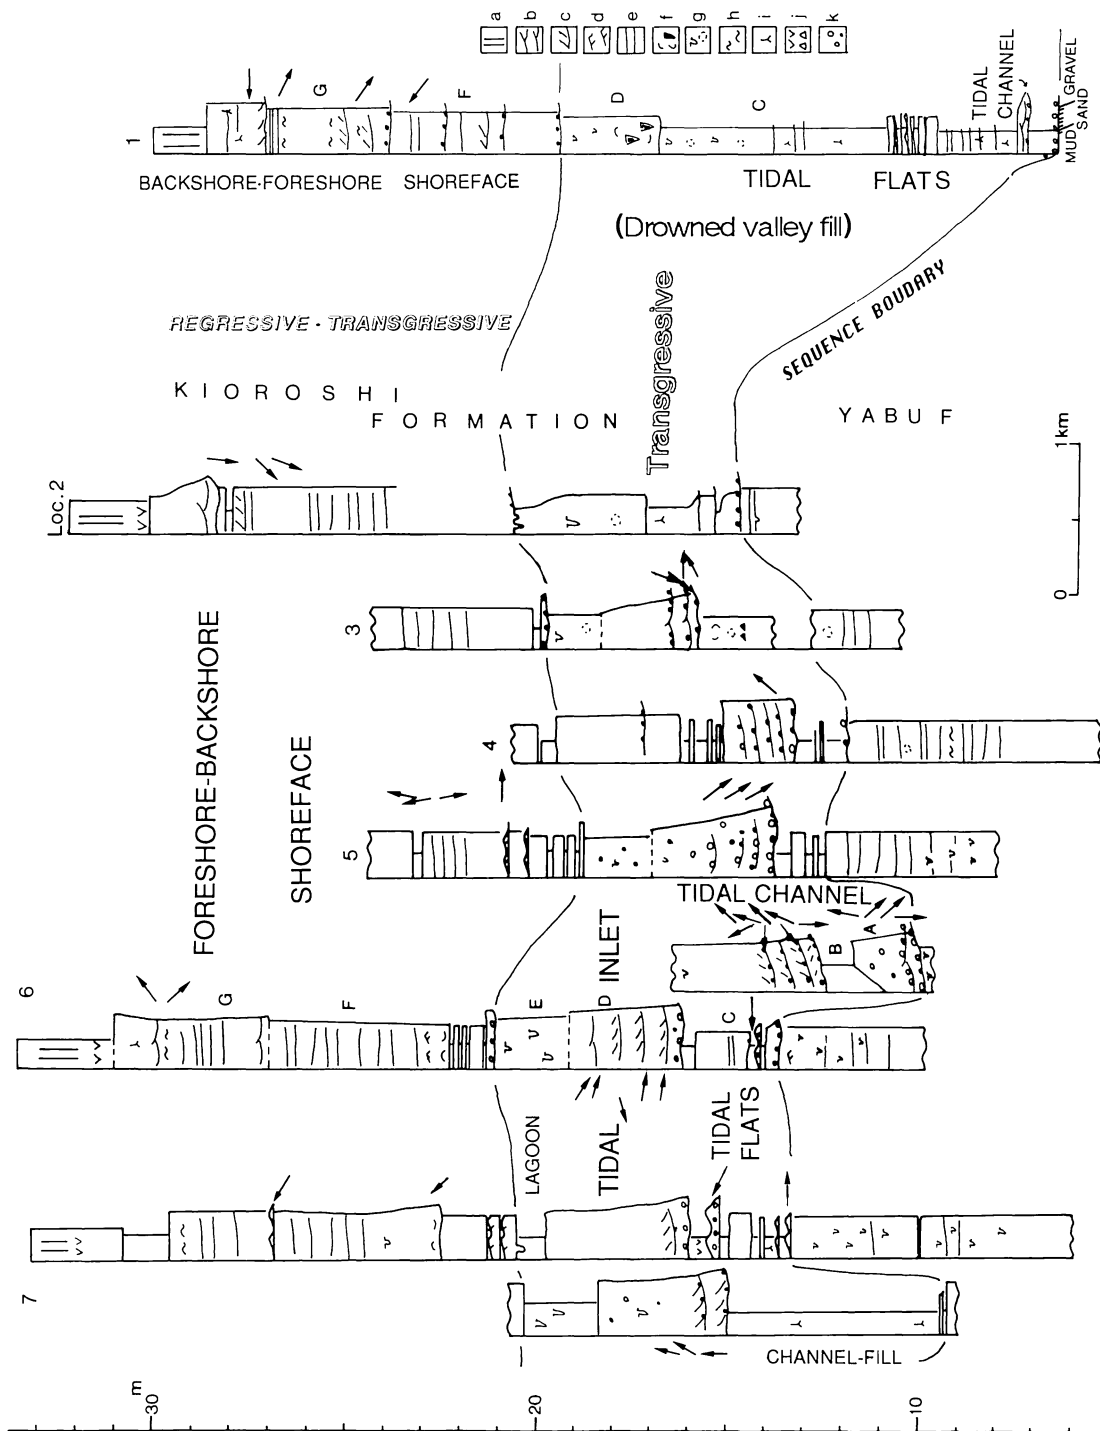 a
b
c
d
e
f
g
h
i
j
k
1
G
F
D
C
TIDAL
CHANNEL
MUD
SAND
GRAVEL
BACKSHORE·FORESHORE
SHOREFACE
TIDAL
FLATS
(Drowned valley fill)
REGRESSIVE · TRANSGRESSIVE
Transgressive
SEQUENCE BOUDARY
KIOROSHI
FORMATION
YABU F
Loc.2
0
1km
3
FORESHORE-BACKSHORE
SHOREFACE
4
5
TIDAL CHANNEL
INLET
B
A
6
G
F
E
D
C
LAGOON
TIDAL
TIDAL
FLATS
7
CHANNEL-FILL
m
30
20
10